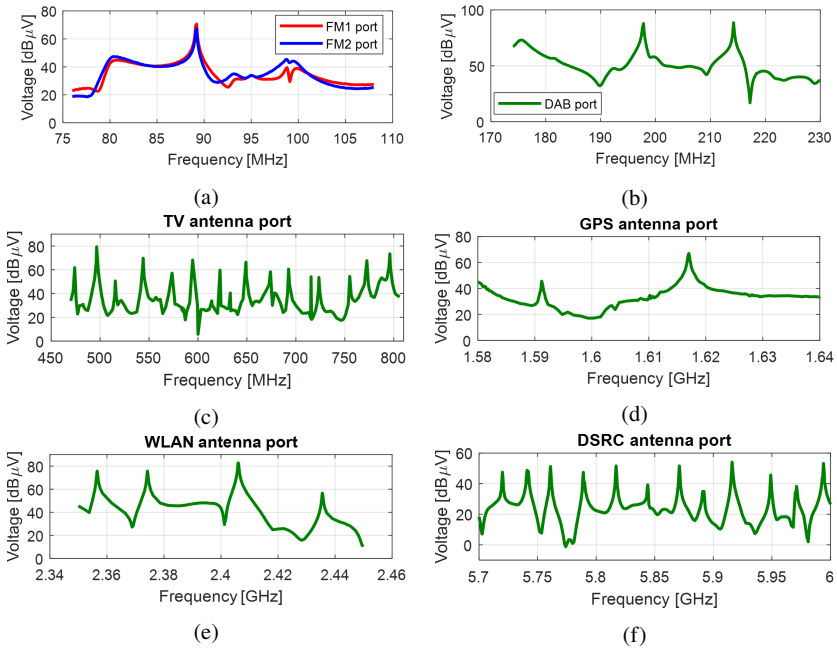 100
80
60
40
20
0
Voltage [dBμV]
FM1 port
FM2 port
75 80 85 90 95 100 105 110
Frequency [MHz]
(a)
100
50
0
Voltage [dBμV]
DAB port
170 180 190 200 210 220 230
Frequency [MHz]
(b)
TV antenna port
80
60
40
20
0
Voltage [dBμV]
450 500 550 600 650 700 750 800
Frequency [MHz]
(c)
GPS antenna port
80
60
40
20
0
Voltage [dBμV]
1.58 1.59 1.6 1.61 1.62 1.63 1.64
Frequency [GHz]
(d)
WLAN antenna port
80
60
40
20
0
Voltage [dBμV]
2.34 2.36 2.38 2.4 2.42 2.44 2.46
Frequency [GHz]
(e)
DSRC antenna port
60
40
20
0
Voltage [dBμV]
5.7 5.75 5.8 5.85 5.9 5.95 6
Frequency [GHz]
(f)